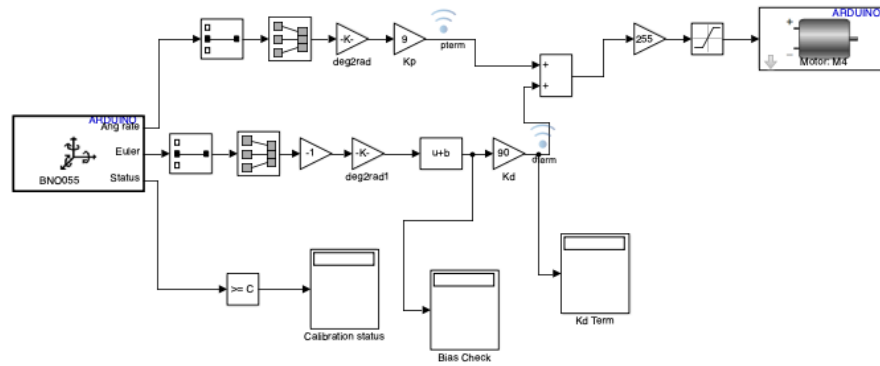 ARDUINO
-K-
9
255
+
+
+
-
deg2rad
Kp
pterm
Motor: M4
ARDUINO
Ang rate
Euler
Status
BNO055
-1
-K-
u+b
90
deg2rad1
Kd
>= C
Calibration status
Bias Check
Kd Term